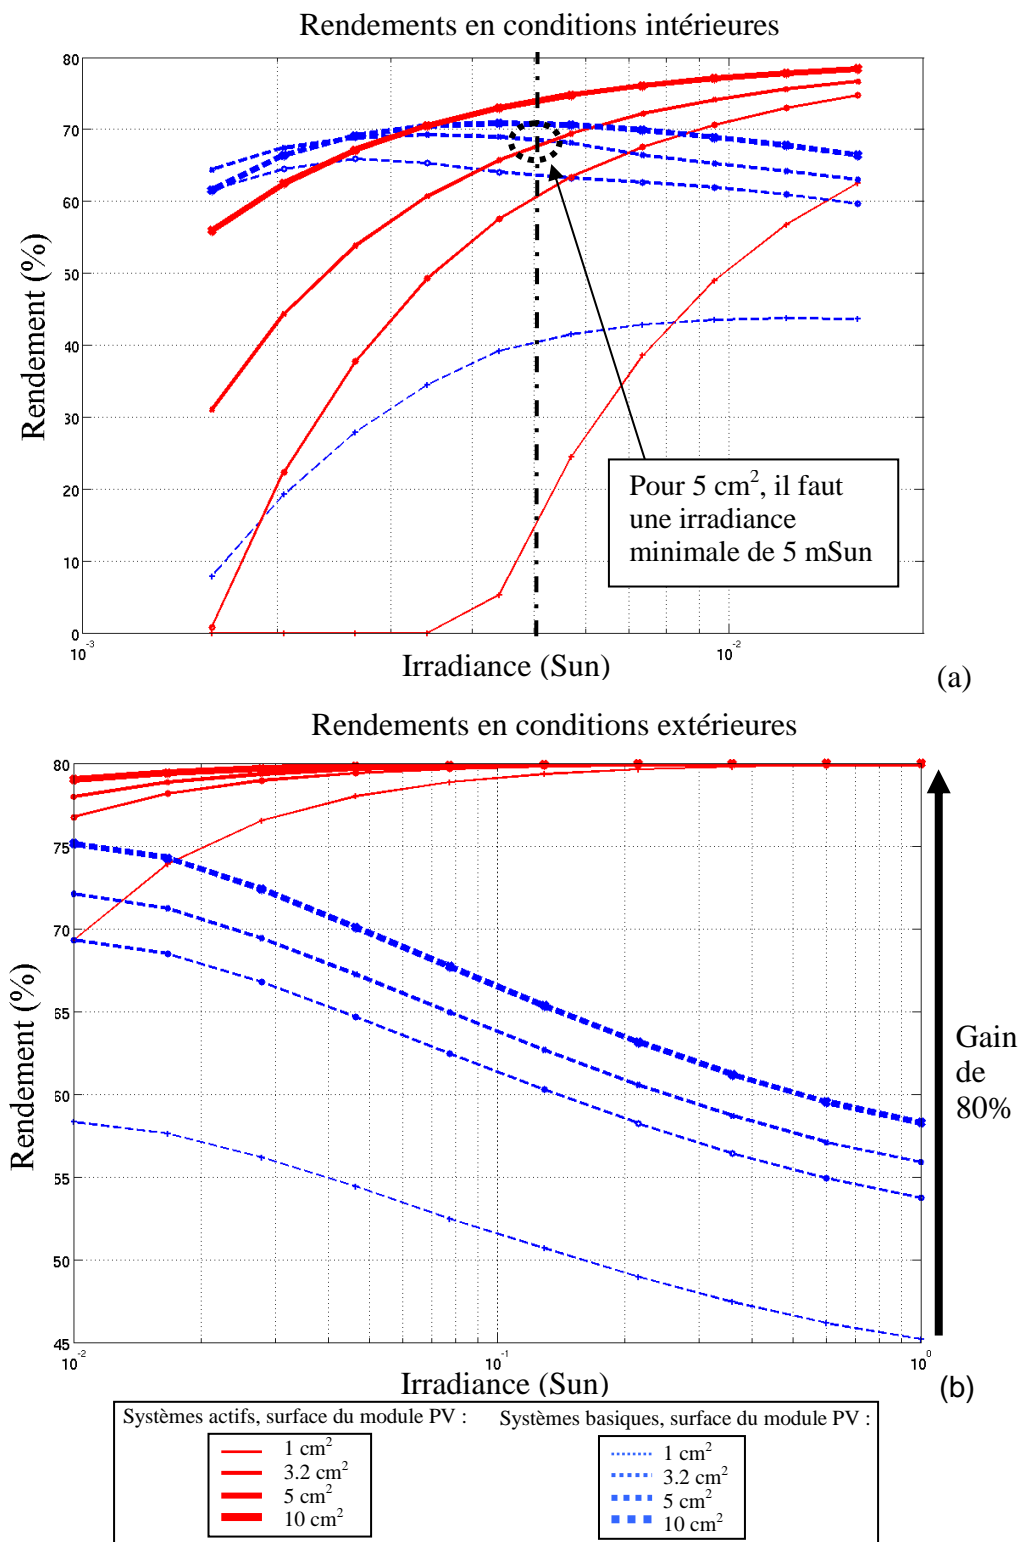 Rendements en conditions intérieures
80
70
60
50
40
30
20
10
0
Rendement (%)
Pour 5 cm², il faut
une irradiance
minimale de 5 mSun
10⁻³
10⁻²
Irradiance (Sun)
(a)
Rendements en conditions extérieures
80
75
70
65
60
55
50
45
Rendement (%)
Gain
de
80%
10⁻²
10⁻¹
10⁰
Irradiance (Sun)
(b)
Systèmes actifs, surface du module PV :
1 cm²
3.2 cm²
5 cm²
10 cm²
Systèmes basiques, surface du module PV :
1 cm²
3.2 cm²
5 cm²
10 cm²